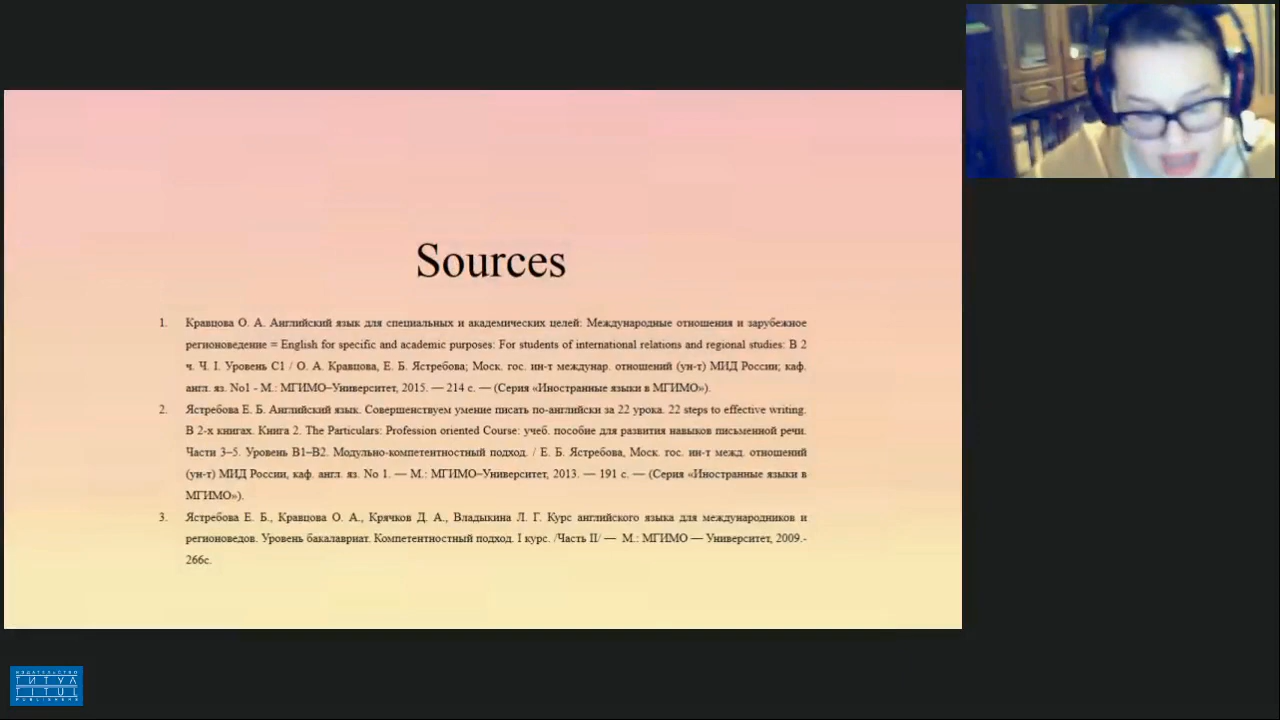 Sources
1. Кравцова О. А. Английский язык для специальных и академических целей: Международные отношения и зарубежное
регионоведение = English for specific and academic purposes: For students of international relations and regional studies: В 2
ч. Ч. I. Уровень C1 / О. А. Кравцова, Е. Б. Ястребова; Моск. гос. ин-т междунар. отношений (ун-т) МИД России; каф.
англ. яз. No1 - М.: МГИМО–Университет, 2015. — 214 с. — (Серия «Иностранные языки в МГИМО»).
2. Ястребова Е. Б. Английский язык. Совершенствуем умение писать по-английски за 22 урока. 22 steps to effective writing.
В 2-х книгах. Книга 2. The Particulars: Profession oriented Course: учеб. пособие для развития навыков письменной речи.
Части 3–5. Уровень B1–B2. Модульно-компетентностный подход. / Е. Б. Ястребова, Моск. гос. ин-т межд. отношений
(ун-т) МИД России, каф. англ. яз. No 1. — М.: МГИМО–Университет, 2013. — 191 с. — (Серия «Иностранные языки в
МГИМО»).
3. Ястребова Е. Б., Кравцова О. А., Крячков Д. А., Владыкина Л. Г. Курс английского языка для международников и
регионоведов. Уровень бакалавриат. Компетентностный подход. I курс. /Часть II/ — М.: МГИМО — Университет, 2009.-
266с.
ИЗДАТЕЛЬСТВО
ТИТУЛ
TITUL
PUBLISHERS